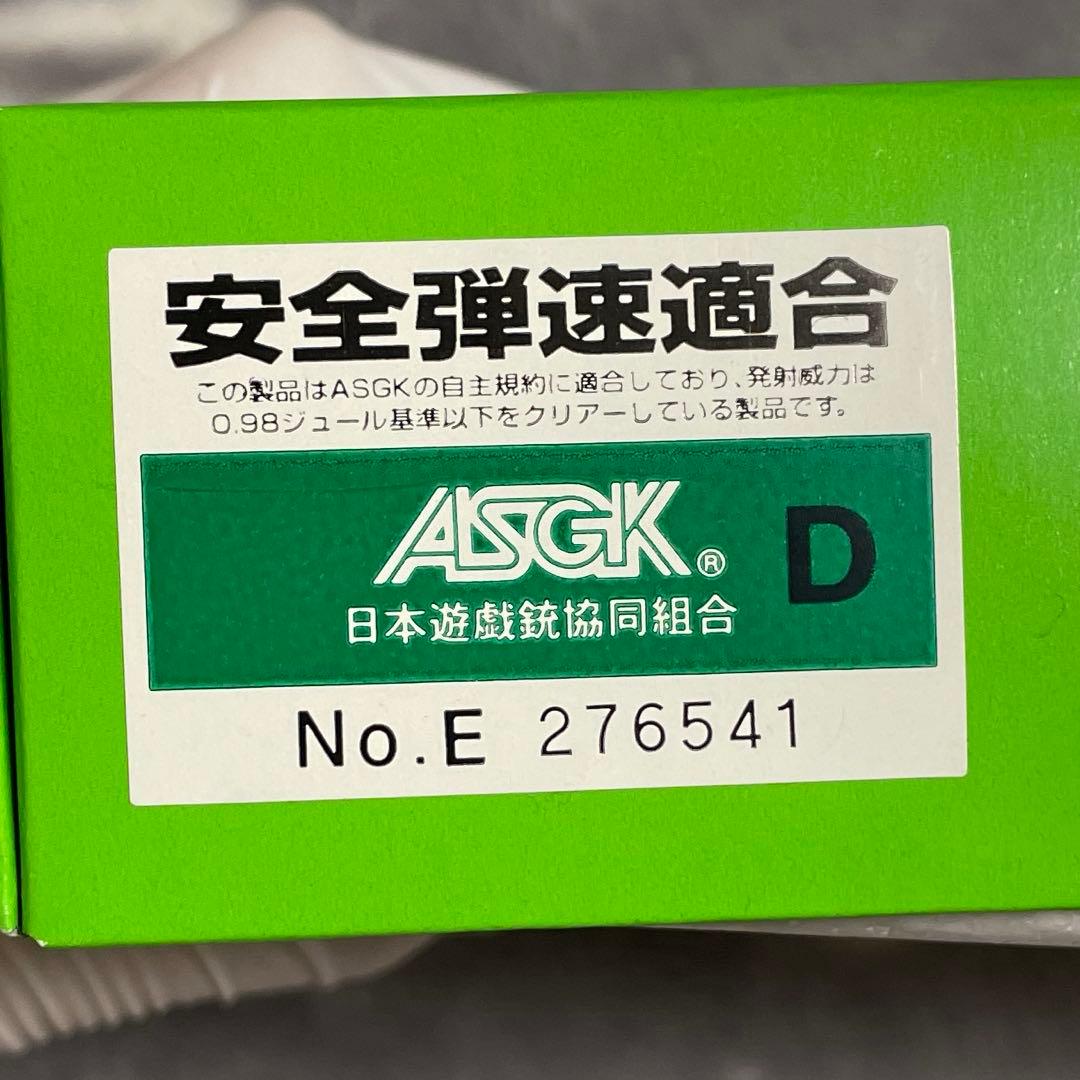 安全弾速適合
この製品はASGKの自主規約に適合しており、発射威力は
0.98ジュール基準以下をクリアーしている製品です。
ASGK® D
日本遊戯銃協同組合
No.E 276541